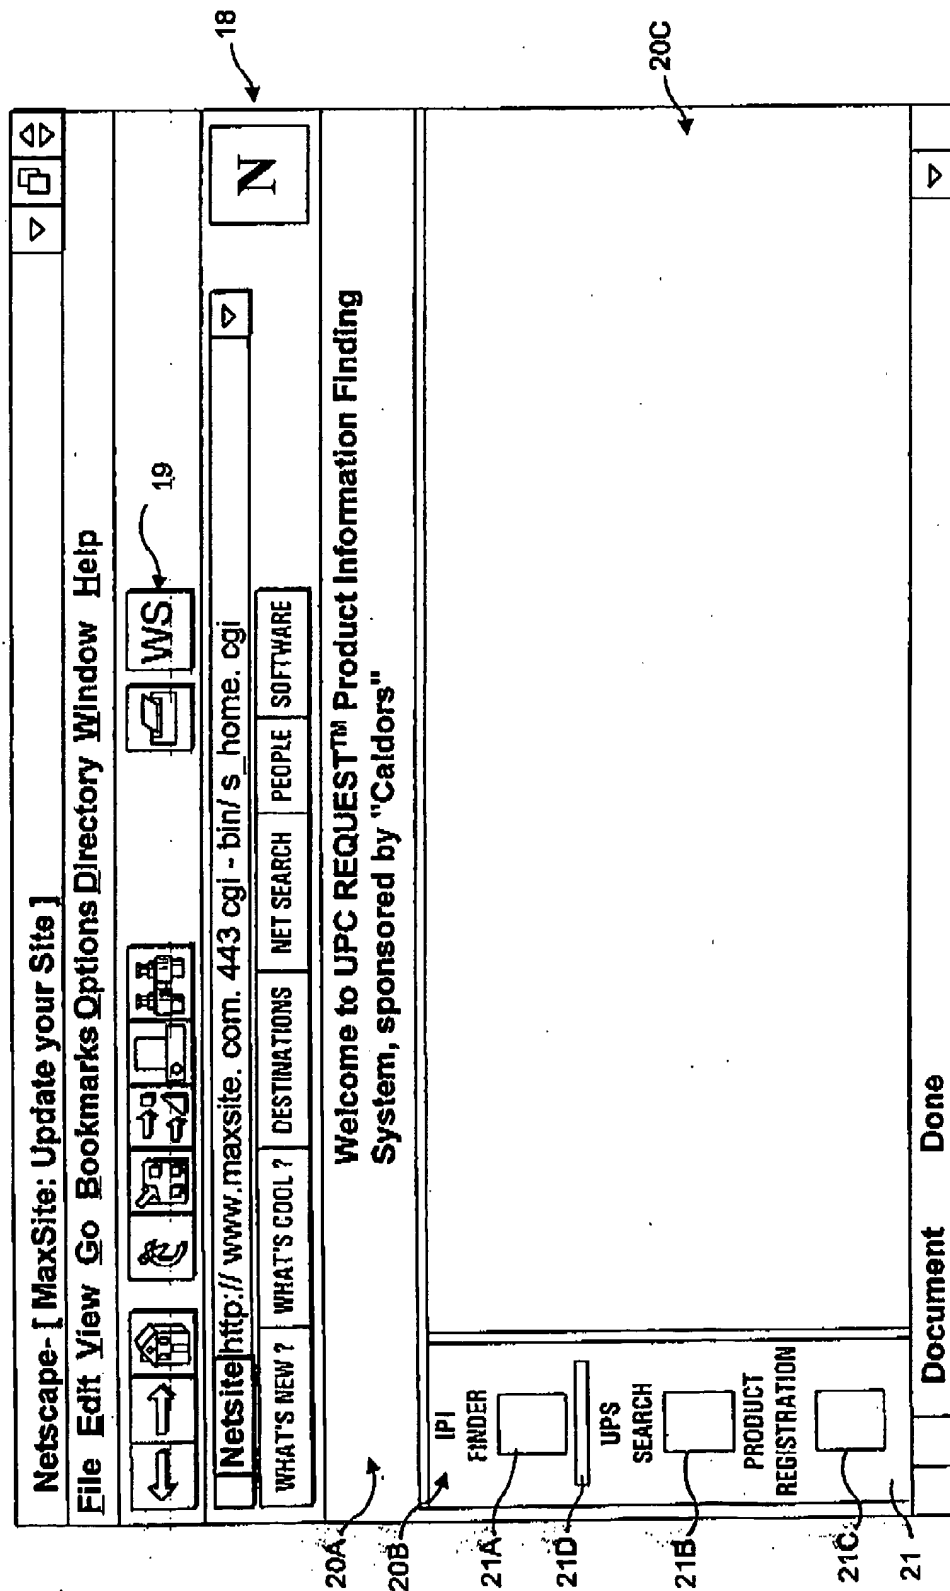 Netscape-[ MaxSite: Update your Site ]
File Edit View Go Bookmarks Options Directory Window Help
WS
19
Netsite http:// www.maxsite. com. 443 cgi - bin/ s_home. cgi
N
18
WHAT'S NEW ? WHAT'S COOL ? DESTINATIONS NET SEARCH PEOPLE SOFTWARE
Welcome to UPC REQUEST™ Product Information Finding
System, sponsored by "Caldors"
20A
20B
IPI
FINDER
21A
21D
UPS
SEARCH
21B
PRODUCT
REGISTRATION
21C
21
20C
Document Done